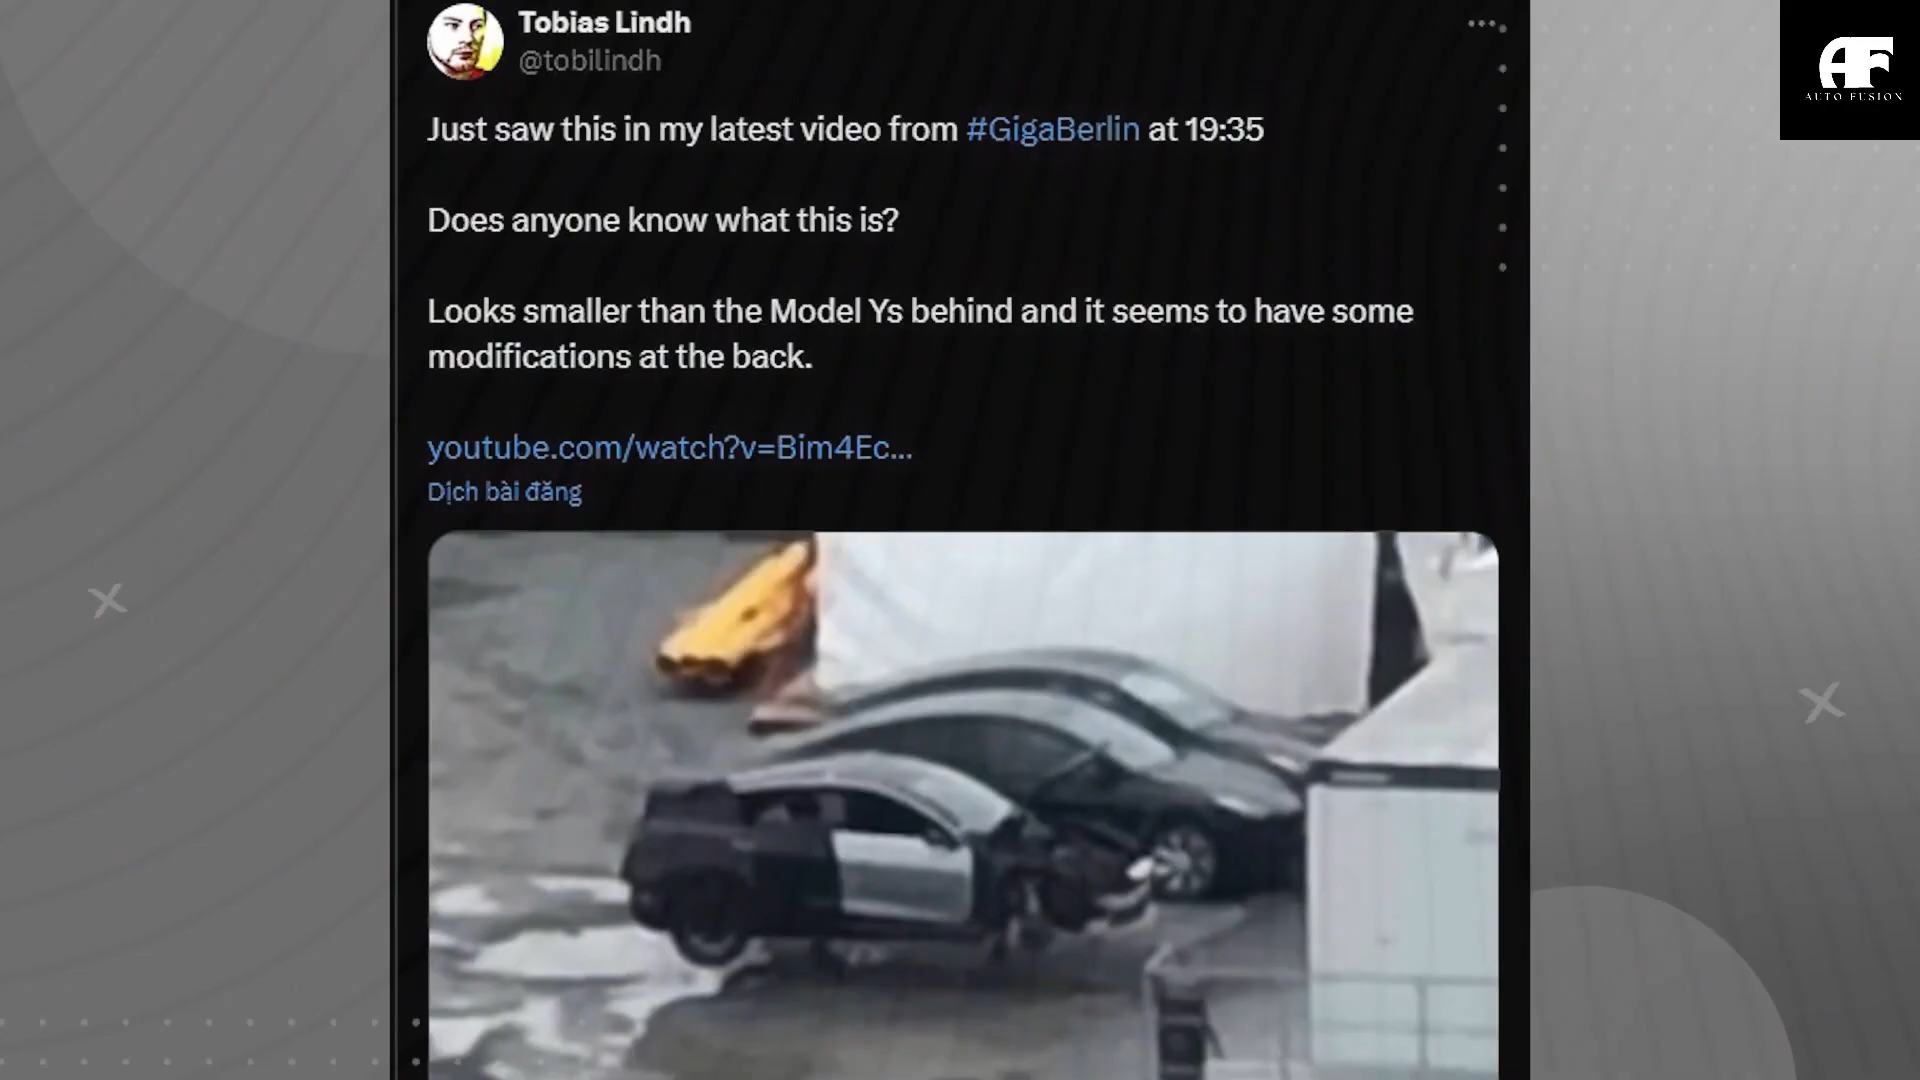 Tobias Lindh
@tobilindh
AF
AUTO FUSION
Just saw this in my latest video from #GigaBerlin at 19:35
Does anyone know what this is?
Looks smaller than the Model Ys behind and it seems to have some
modifications at the back.
youtube.com/watch?v=Bim4Ec...
Dịch bài đăng